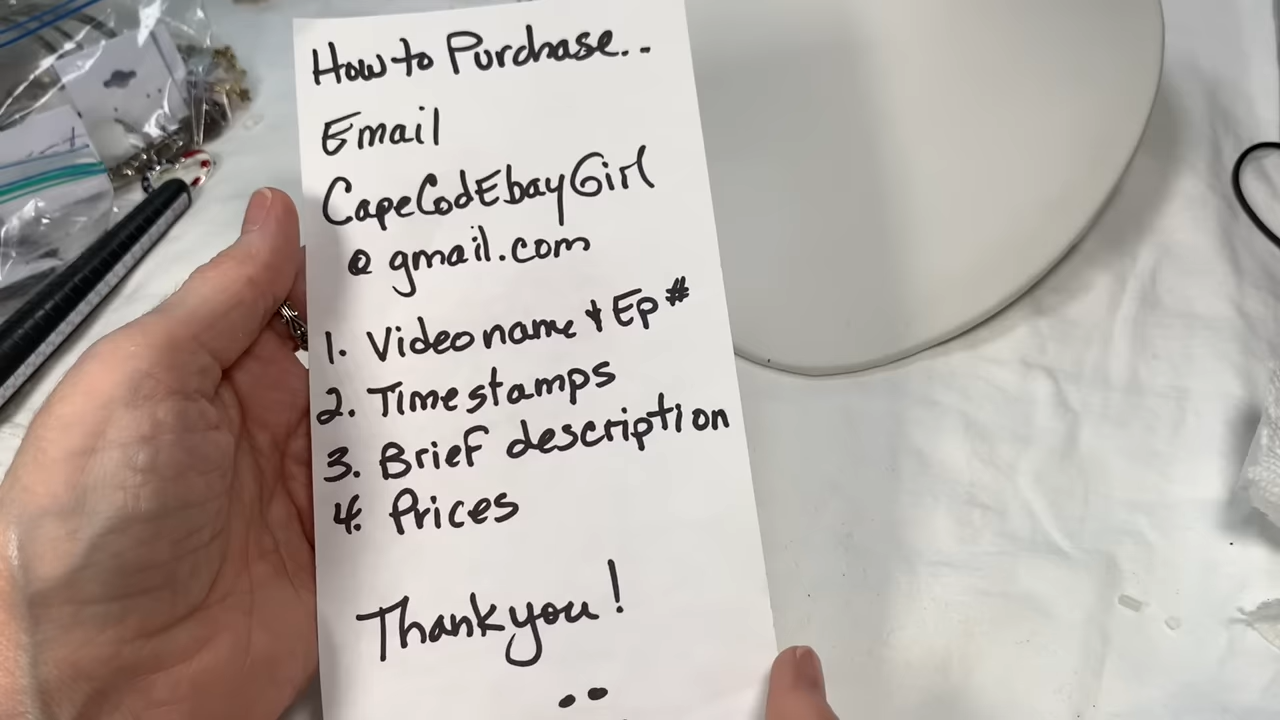 How to Purchase..
Email
CapeCodEbayGirl
@ gmail.com
1. Video name + Ep #
2. Timestamps
3. Brief description
4. Prices
Thank you!